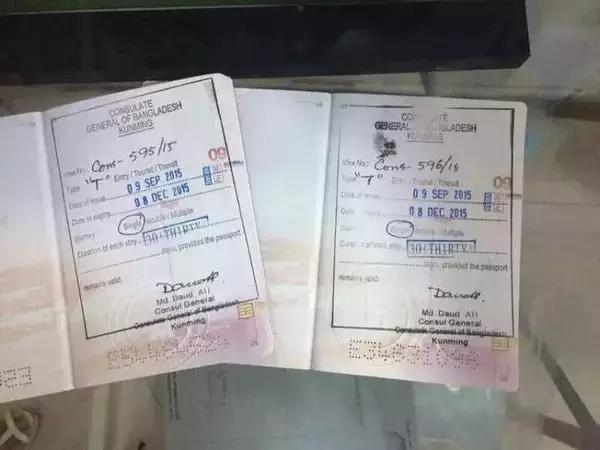 CONSULATE
GENERAL OF BANGLADESH
KUNMING
Visa No.: Cons- 595/15
Type "T" Entry / Tourist / Transit
Date of Issue 09 SEP 2015
Date of expiry 08 DEC 2015
Journey Single / Double / Multiple
Duration of each stay 30 (THIRTY)
days, provided the passport
remains valid.
Md. Daud Ali
Consul General
Consulate General of Bangladesh
Kunming
09
CONSULATE
GENERAL OF BANGLADESH
KUNMING
Visa No.: Cons- 596/15
Type "T" Entry / Tourist / Transit
Date of Issue 09 SEP 2015
Date of expiry 08 DEC 2015
Single / Double / Multiple
Duration of each stay 30 (THIRTY)
days, provided the passport
remains valid.
Md. Daud Ali
Consul General
Consulate General of Bangladesh
Kunming
09